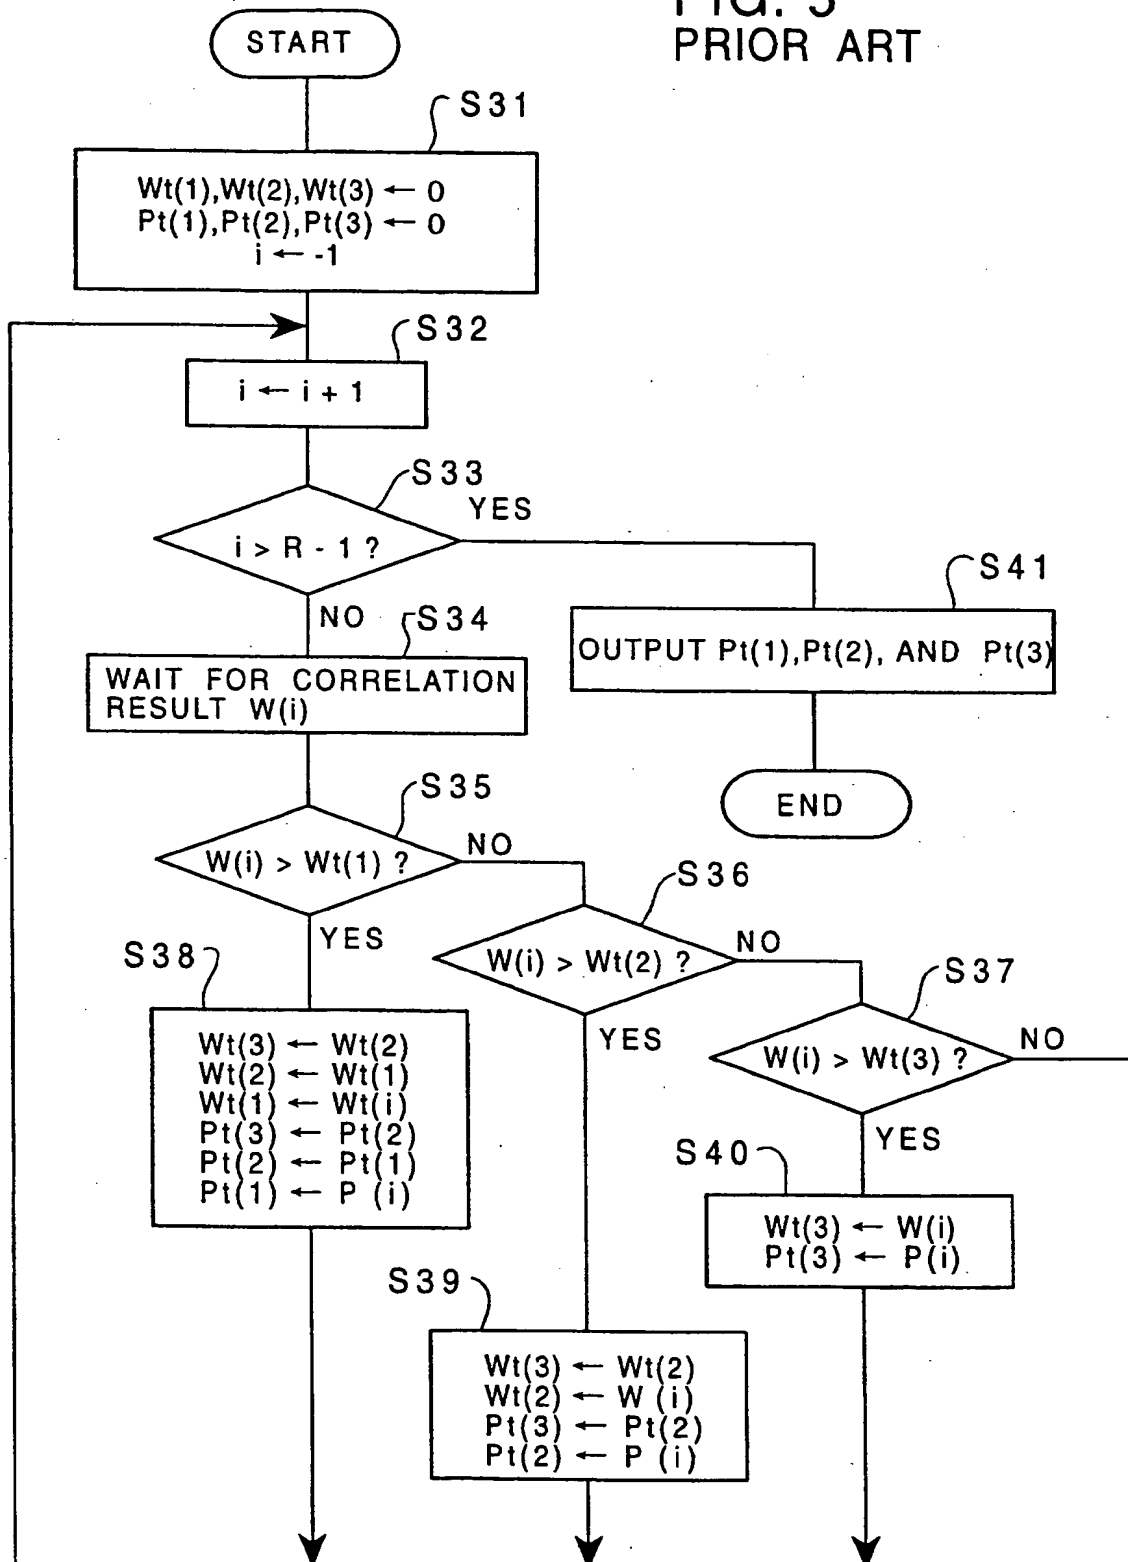 FIG. 3
PRIOR ART
START
S31
Wt(1),Wt(2),Wt(3) ← 0
Pt(1),Pt(2),Pt(3) ← 0
i ← -1
S32
i ← i + 1
S33
YES
i > R - 1 ?
NO
S41
OUTPUT Pt(1),Pt(2), AND Pt(3)
S34
WAIT FOR CORRELATION
RESULT W(i)
END
S35
W(i) > Wt(1) ?
NO
YES
S36
W(i) > Wt(2) ?
NO
YES
S37
W(i) > Wt(3) ?
NO
YES
S38
Wt(3) ← Wt(2)
Wt(2) ← Wt(1)
Wt(1) ← Wt(i)
Pt(3) ← Pt(2)
Pt(2) ← Pt(1)
Pt(1) ← P (i)
S40
Wt(3) ← W(i)
Pt(3) ← P(i)
S39
Wt(3) ← Wt(2)
Wt(2) ← W (i)
Pt(3) ← Pt(2)
Pt(2) ← P (i)